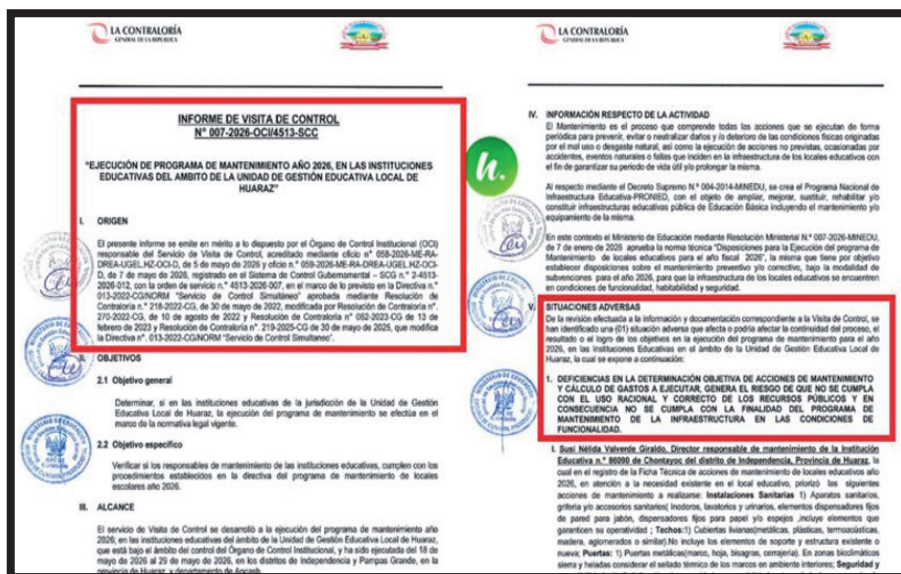 LA CONTRALORÍA
GENERAL DE LA REPÚBLICA
INFORME DE VISITA DE CONTROL
N° 007-2026-OCI/4513-SCC
"EJECUCIÓN DE PROGRAMA DE MANTENIMIENTO AÑO 2026, EN LAS INSTITUCIONES
EDUCATIVAS DEL AMBITO DE LA UNIDAD DE GESTIÓN EDUCATIVA LOCAL DE
HUARAZ"
I. ORIGEN
El presente informe se emite en mérito a lo dispuesto por el Órgano de Control Institucional (OCI)
responsable del Servicio de Visita de Control, acreditado mediante oficio n° 058-2026-ME-RA-
DREA-UGEL.HZ-OCI-D, de 5 de mayo de 2026 y oficio n.° 059-2026-ME-RA-DREA-UGEL.HZ-OCI-
D, de 7 de mayo de 2026, registrado en el Sistema de Control Gubernamental – SCG n.° 2-4513-
2026-012, con la orden de servicio n.° 4513-2026-007, en el marco de lo previsto en la Directiva n.°
013-2022-CG/NORM "Servicio de Control Simultáneo" aprobada mediante Resolución de
Contraloría n.° 218-2022-CG, de 30 de mayo de 2022, modificada por Resolución de Contraloría n°.
270-2022-CG, de 10 de agosto de 2022 y Resolución de Contraloría n° 062-2023-CG de 13 de
febrero de 2023 y Resolución de Contraloría n°. 219-2025-CG de 30 de mayo de 2025, que modifica
la Directiva n°. 013-2022-CG/NORM "Servicio de Control Simultaneo".
II. OBJETIVOS
2.1 Objetivo general
Determinar, si en las instituciones educativas de la jurisdicción de la Unidad de Gestión
Educativa Local de Huaraz, la ejecución del programa de mantenimiento se efectúa en el
marco de la normativa legal vigente.
2.2 Objetivo específico
Verificar si los responsables de mantenimiento de las instituciones educativas, cumplen con los
procedimientos establecidos en la directiva del programa de mantenimiento de locales
escolares año 2026.
III. ALCANCE
El servicio de Visita de Control se desarrolló a la ejecución del programa de mantenimiento año
2026; en las instituciones educativas del ámbito de la Unidad de Gestión Educativa Local de Huaraz,
que está bajo el ámbito del control del Órgano de Control Institucional, y ha sido ejecutada del 18 de
mayo de 2026 al 29 de mayo de 2026, en los distritos de Independencia y Pampas Grande, en la
provincia de Huaraz, y departamento de Ancash.
h.
LA CONTRALORÍA
GENERAL DE LA REPÚBLICA
IV. INFORMACIÓN RESPECTO DE LA ACTIVIDAD
El Mantenimiento es el proceso que comprende todas las acciones que se ejecutan de forma
periódica para prevenir, evitar o neutralizar daños y /o deterioro de las condiciones físicas originadas
por el mal uso o desgaste natural, así como la ejecución de acciones no previstas, ocasionadas por
accidentes, eventos naturales o fallas que inciden en la infraestructura de los locales educativos con
el fin de garantizar su periodo de vida útil y/o prolongar la misma.
Al respecto mediante el Decreto Supremo N.° 004-2014-MINEDU, se crea el Programa Nacional de
Infraestructura Educativa-PRONIED, con el objeto de ampliar, mejorar, sustituir, rehabilitar y/o
constituir infraestructuras educativas pública de Educación Básica incluyendo el mantenimiento y/o
equipamiento de la misma.
En este contexto el Ministerio de Educación mediante Resolución Ministerial N.° 007-2026-MINEDU,
de 7 de enero de 2026 aprueba la norma técnica "Disposiciones para la Ejecución del programa de
Mantenimiento de locales educativos para el año fiscal 2026", la misma que tiene por objetivo
establecer disposiciones sobre el mantenimiento preventivo y/o correctivo, bajo la modalidad de
subvenciones para el año 2026, para que la infraestructura de los locales educativos se encuentren
en condiciones de funcionalidad, habitabilidad y seguridad.
V. SITUACIONES ADVERSAS
De la revisión efectuada a la información y documentación correspondiente a la Visita de Control, se
han identificado una (01) situación adversa que afecta o podría afectar la continuidad del proceso, el
resultado o el logro de los objetivos en la ejecución del programa de mantenimiento para el año
2026, en las Instituciones Educativas en el ámbito de la Unidad de Gestión Educativa Local de
Huaraz, la cual se expone a continuación:
1. DEFICIENCIAS EN LA DETERMINACIÓN OBJETIVA DE ACCIONES DE MANTENIMIENTO
Y CÁLCULO DE GASTOS A EJECUTAR, GENERA EL RIESGO DE QUE NO SE CUMPLA
CON EL USO RACIONAL Y CORRECTO DE LOS RECURSOS PÚBLICOS Y EN
CONSECUENCIA NO SE CUMPLA CON LA FINALIDAD DEL PROGRAMA DE
MANTENIMIENTO DE LA INFRAESTRUCTURA EN LAS CONDICIONES DE
FUNCIONALIDAD.
I. Susi Nélida Valverde Giraldo, Director responsable de mantenimiento de la Institución
Educativa n.° 86090 de Chontayoc del distrito de Independencia, Provincia de Huaraz, la
cual en el registro de la Ficha Técnica de acciones de mantenimiento de locales educativos año
2026, en atención a la necesidad existente en el local educativo, priorizó las siguientes
acciones de mantenimiento a realizarse: Instalaciones Sanitarias 1) Aparatos sanitarios,
grifería y/o accesorios sanitarios( Inodoros, lavatorios y urinarios, elementos dispensadores fijos
de pared para jabón, dispensadores fijos para papel y/o espejos ,incluye elementos que
garanticen su operatividad ; Techos:1) Cubiertas livianas(metálicas, plásticas, termoacústicas,
madera, aglomerados o similar).No incluye los elementos de soporte y estructura existente o
nueva; Puertas: 1) Puertas metálicas(marco, hoja, bisagras, cerrajería). En zonas bioclimáticos
sierra y heladas considerar el sellado térmico de los marcos en ambiente interiores; Seguridad y